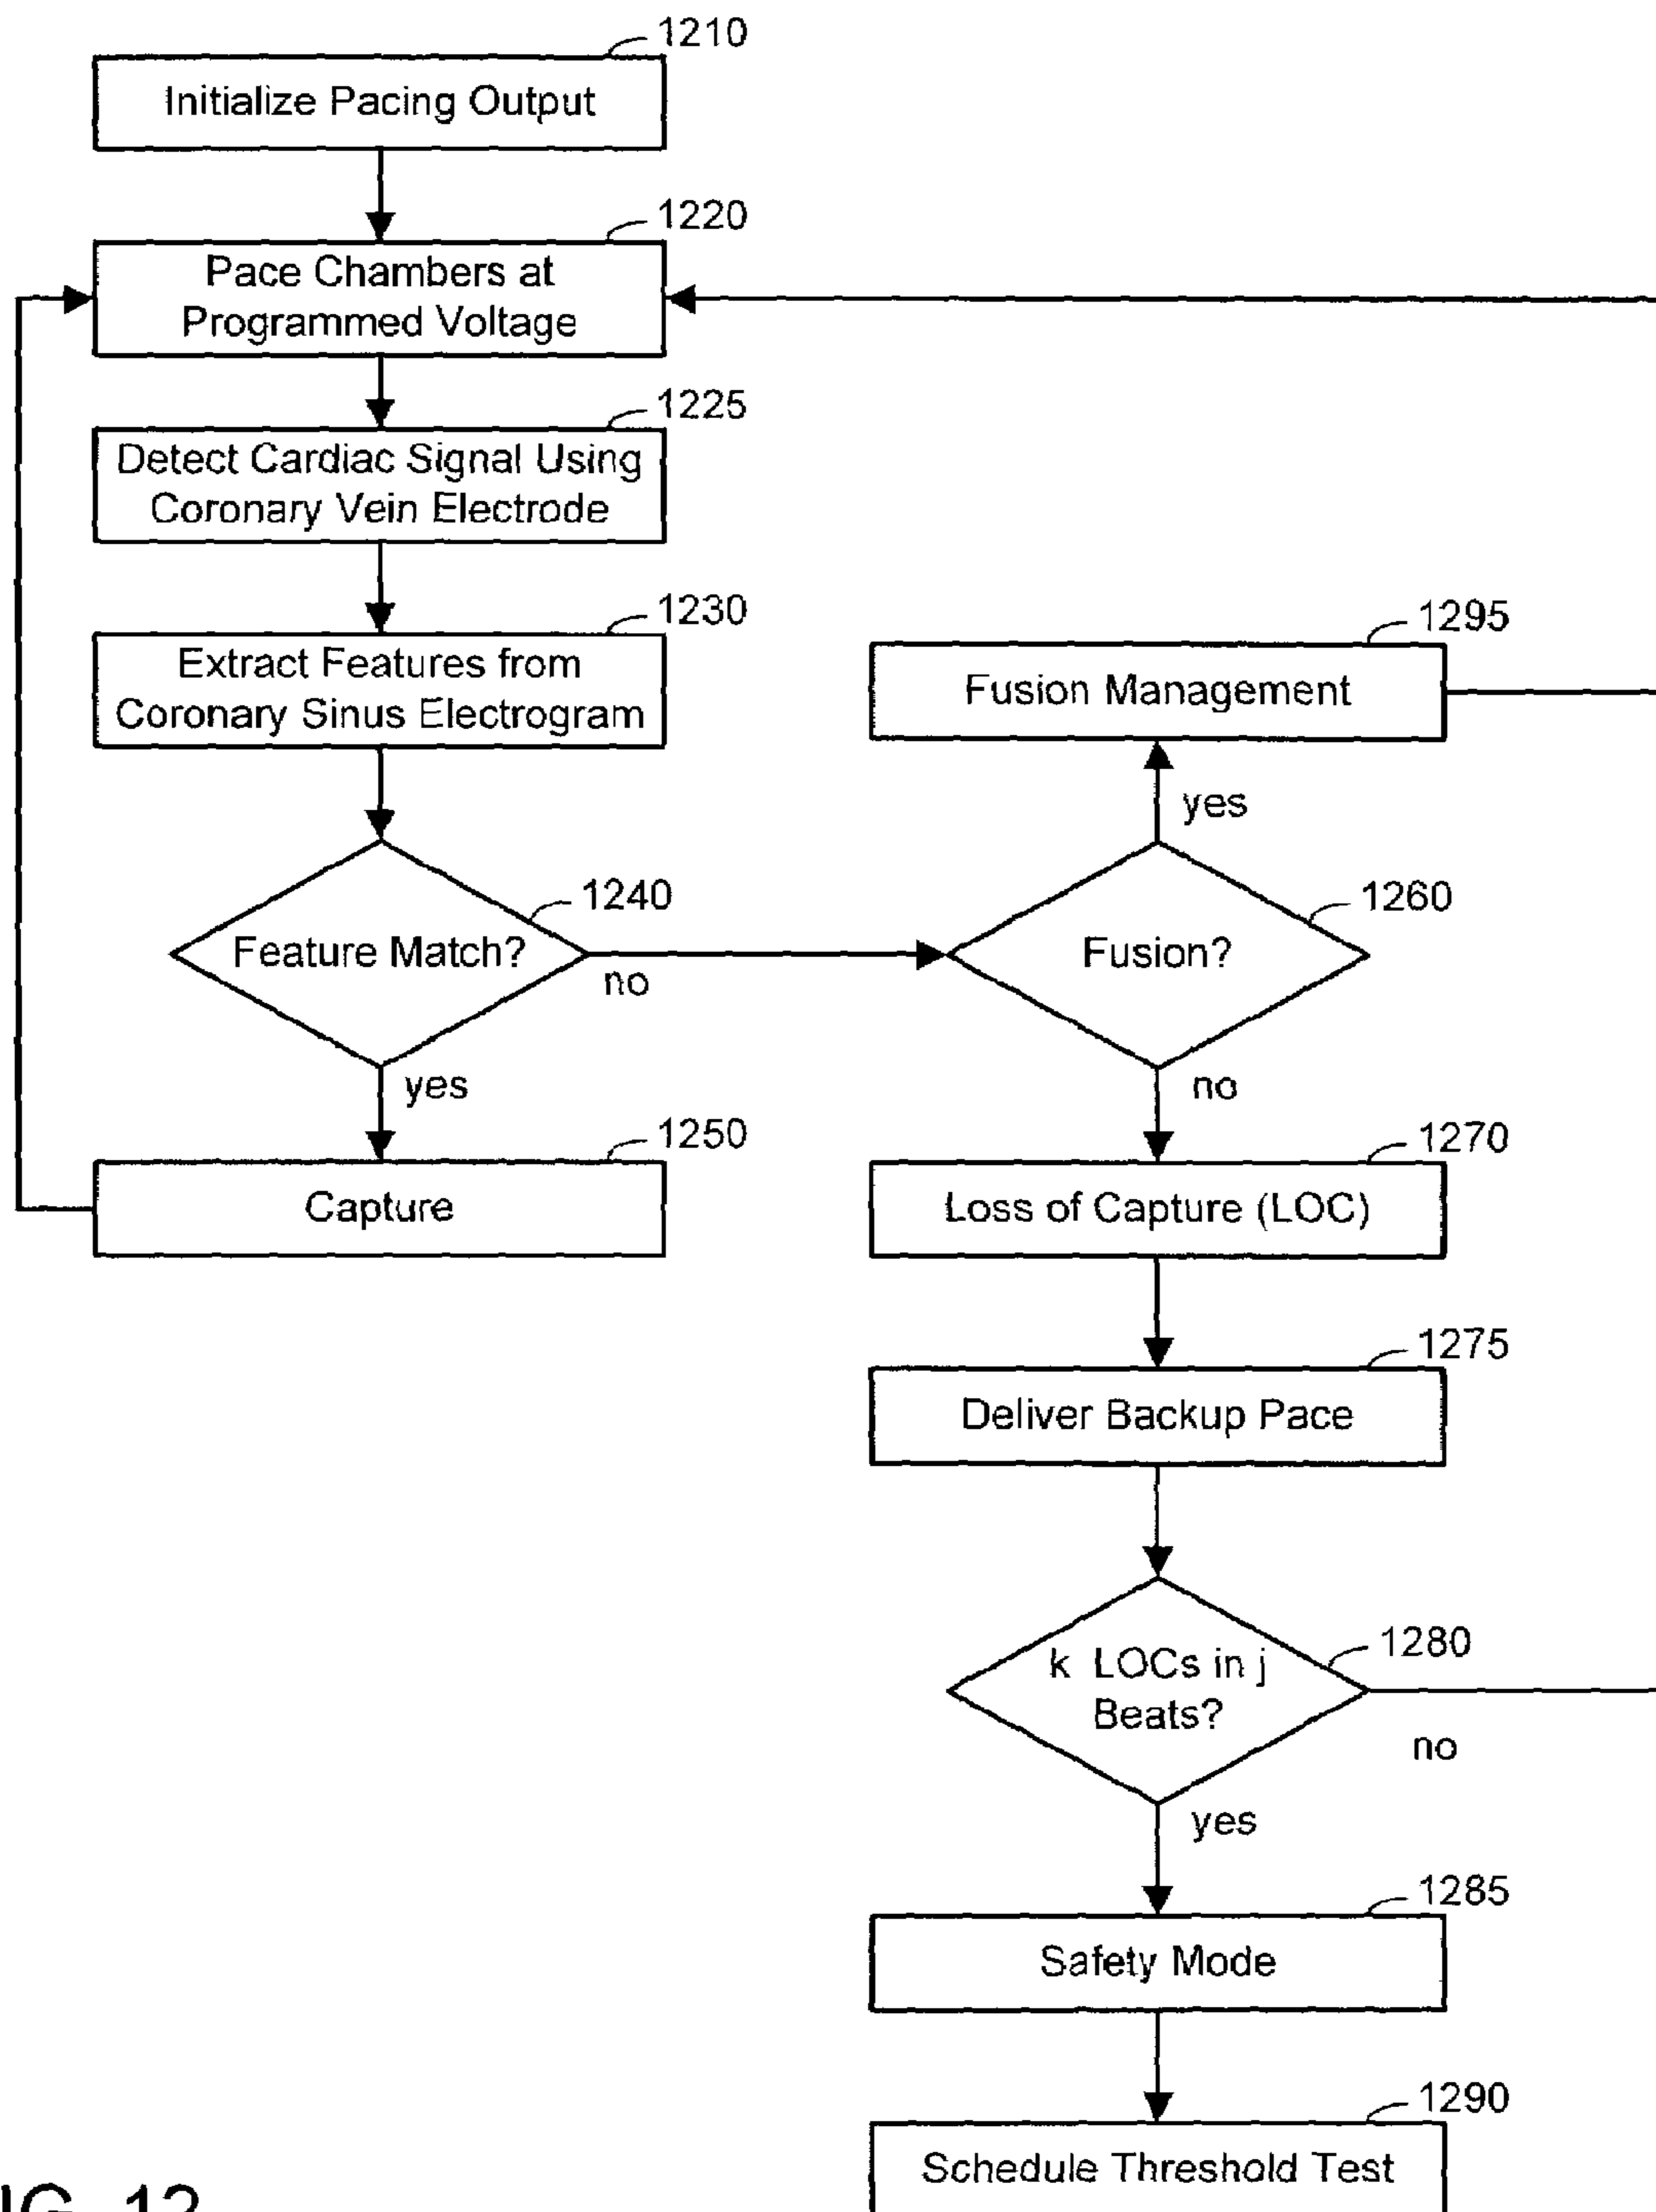 1210
Initialize Pacing Output
1220
Pace Chambers at
Programmed Voltage
1225
Detect Cardiac Signal Using
Coronary Vein Electrode
1230
Extract Features from
Coronary Sinus Electrogram
1240
Feature Match?
no
yes
1250
Capture
1295
Fusion Management
yes
1260
Fusion?
no
1270
Loss of Capture (LOC)
1275
Deliver Backup Pace
1280
k LOCs in j
Beats?
no
yes
1285
Safety Mode
1290
Schedule Threshold Test
IG. 12